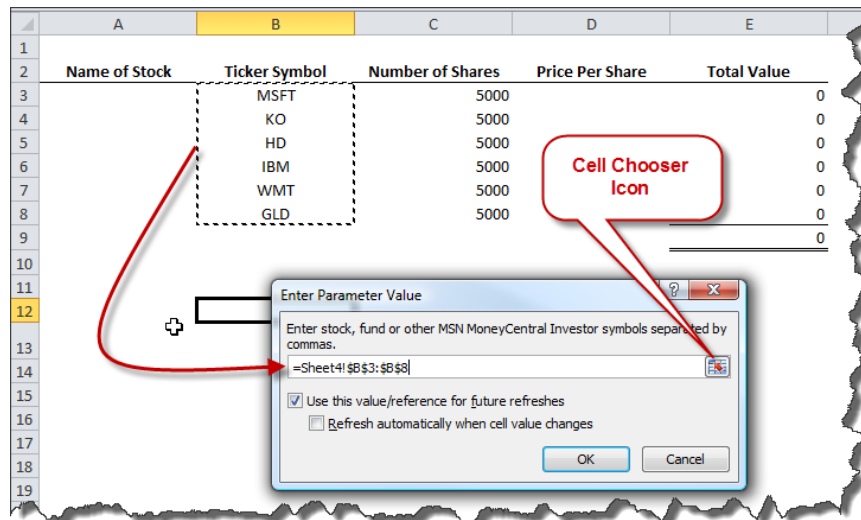 A B C D E
1
2 Name of Stock Ticker Symbol Number of Shares Price Per Share Total Value
3 MSFT 5000 0
4 KO 5000 0
5 HD 5000 0
6 IBM 5000 0
7 WMT 5000 0
8 GLD 5000 0
9 0
10
11
12
13
14
15
16
17
18
19
Cell Chooser
Icon
Enter Parameter Value
Enter stock, fund or other MSN MoneyCentral Investor symbols separated by
commas.
=Sheet4!$B$3:$B$8
Use this value/reference for future refreshes
Refresh automatically when cell value changes
OK Cancel